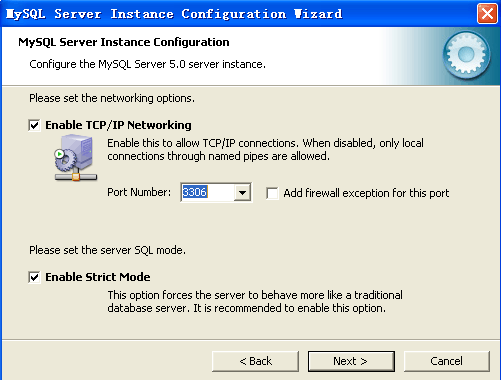 MySQL Server Instance Configuration Wizard
MySQL Server Instance Configuration
Configure the MySQL Server 5.0 server instance.
Please set the networking options.
Enable TCP/IP Networking
Enable this to allow TCP/IP connections. When disabled, only local
connections through named pipes are allowed.
Port Number: 3306 Add firewall exception for this port
Please set the server SQL mode.
Enable Strict Mode
This option forces the server to behave more like a traditional
database server. It is recommended to enable this option.
< Back Next > Cancel